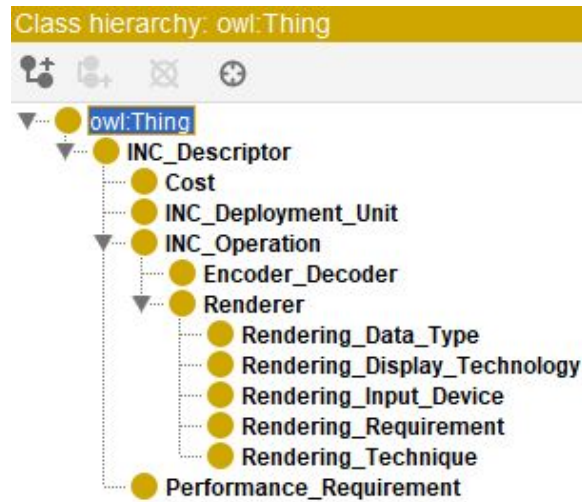 Class hierarchy: owl:Thing
owl:Thing
INC_Descriptor
Cost
INC_Deployment_Unit
INC_Operation
Encoder_Decoder
Renderer
Rendering_Data_Type
Rendering_Display_Technology
Rendering_Input_Device
Rendering_Requirement
Rendering_Technique
Performance_Requirement